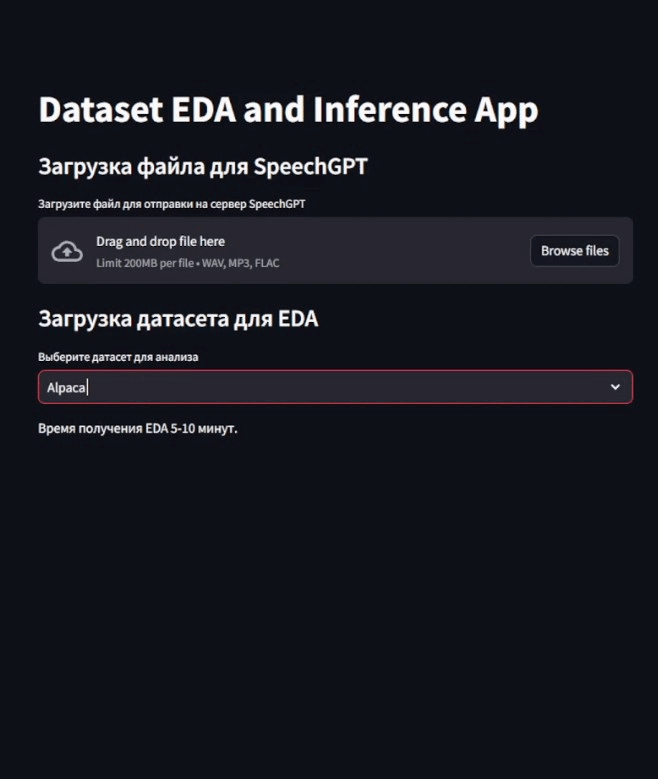 Dataset EDA and Inference App
Загрузка файла для SpeechGPT
Загрузите файл для отправки на сервер SpeechGPT
Drag and drop file here
Limit 200MB per file • WAV, MP3, FLAC
Browse files
Загрузка датасета для EDA
Выберите датасет для анализа
Alpaca
Время получения EDA 5-10 минут.